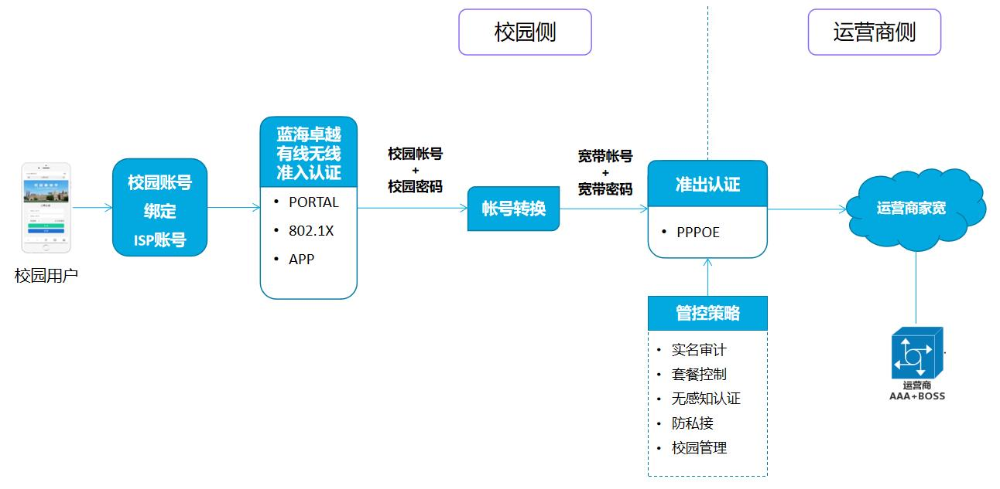 校园侧
运营商侧
校园用户
校园账号
绑定
ISP账号
蓝海卓越
有线无线
准入认证
• PORTAL
• 802.1X
• APP
校园帐号
+
校园密码
帐号转换
宽带帐号
+
宽带密码
准出认证
• PPPOE
管控策略
• 实名审计
• 套餐控制
• 无感知认证
• 防私接
• 校园管理
运营商家宽
运营商
AAA+BOSS